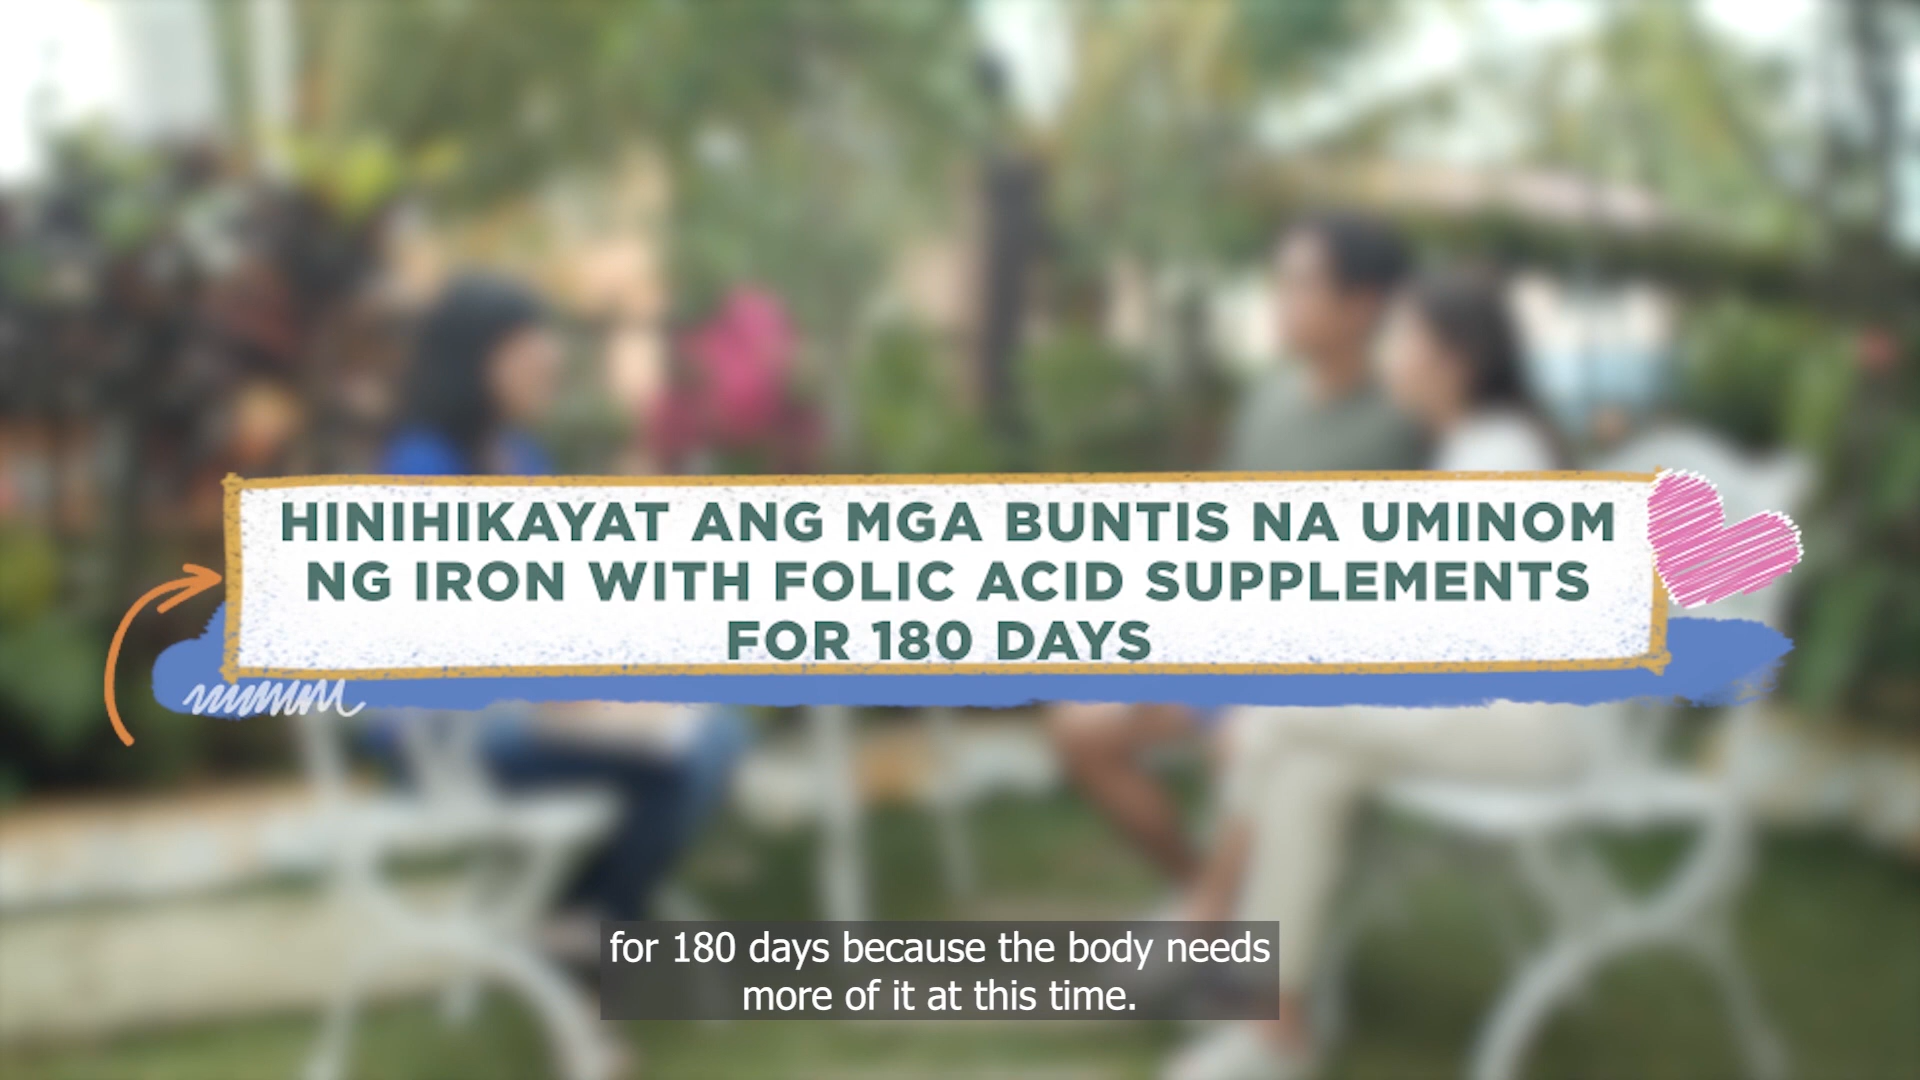 HINIHIKAYAT ANG MGA BUNTIS NA UMINOM
NG IRON WITH FOLIC ACID SUPPLEMENTS
FOR 180 DAYS
for 180 days because the body needs
more of it at this time.